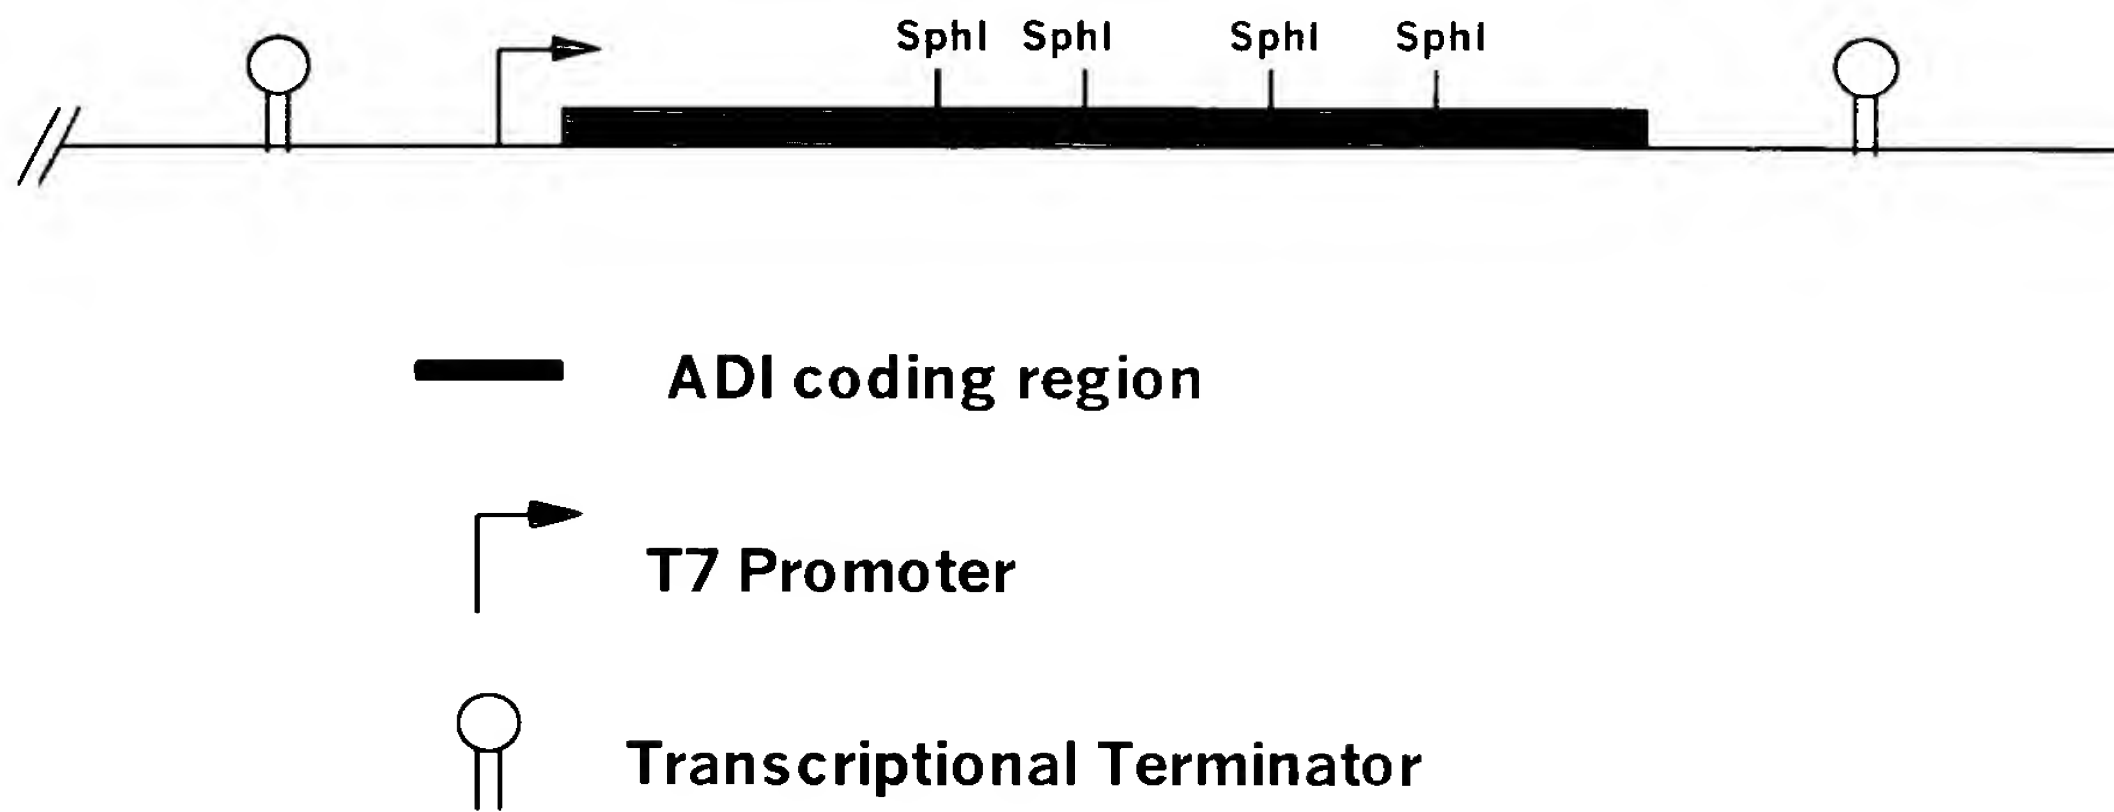 SphI SphI SphI SphI
ADI coding region
T7 Promoter
Transcriptional Terminator